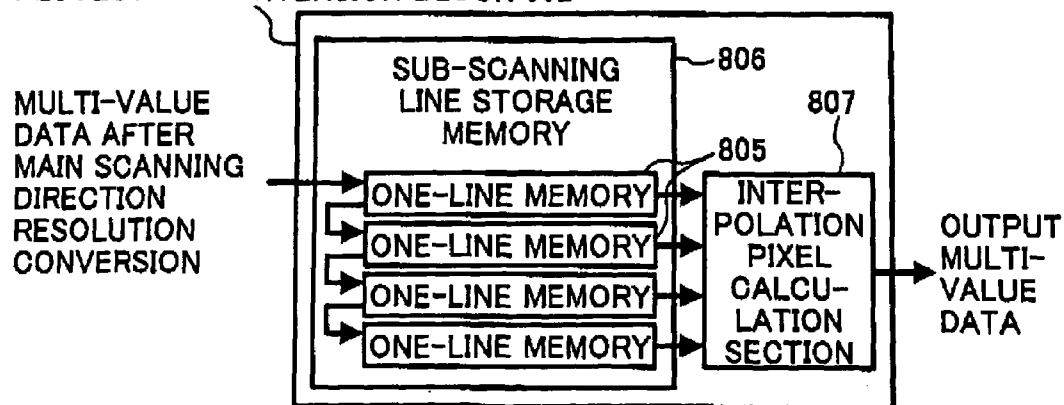 806
SUB-SCANNING
LINE STORAGE
MEMORY
MULTI-VALUE
DATA AFTER
MAIN SCANNING
DIRECTION
RESOLUTION
CONVERSION
807
805
ONE-LINE MEMORY
ONE-LINE MEMORY
ONE-LINE MEMORY
ONE-LINE MEMORY
INTER-
POLATION
PIXEL
CALCU-
LATION
SECTION
OUTPUT
MULTI-
VALUE
DATA